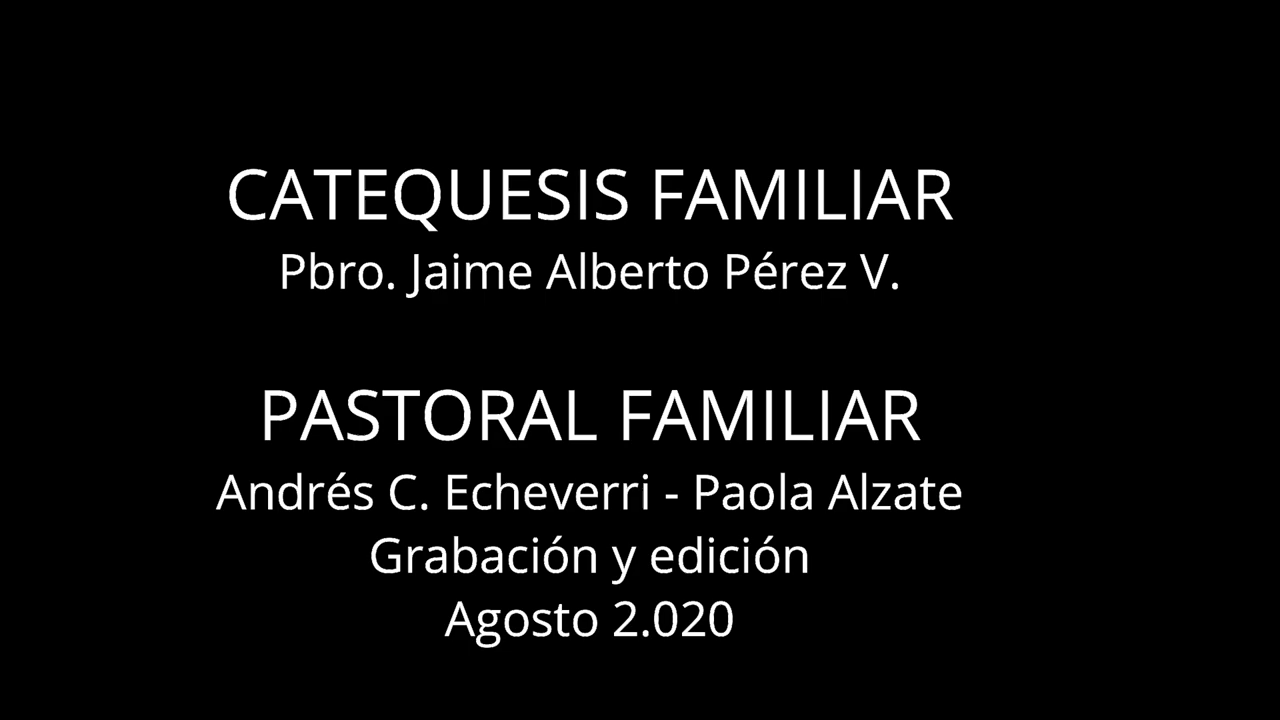 CATEQUESIS FAMILIAR
Pbro. Jaime Alberto Pérez V.
PASTORAL FAMILIAR
Andrés C. Echeverri - Paola Alzate
Grabación y edición
Agosto 2.020